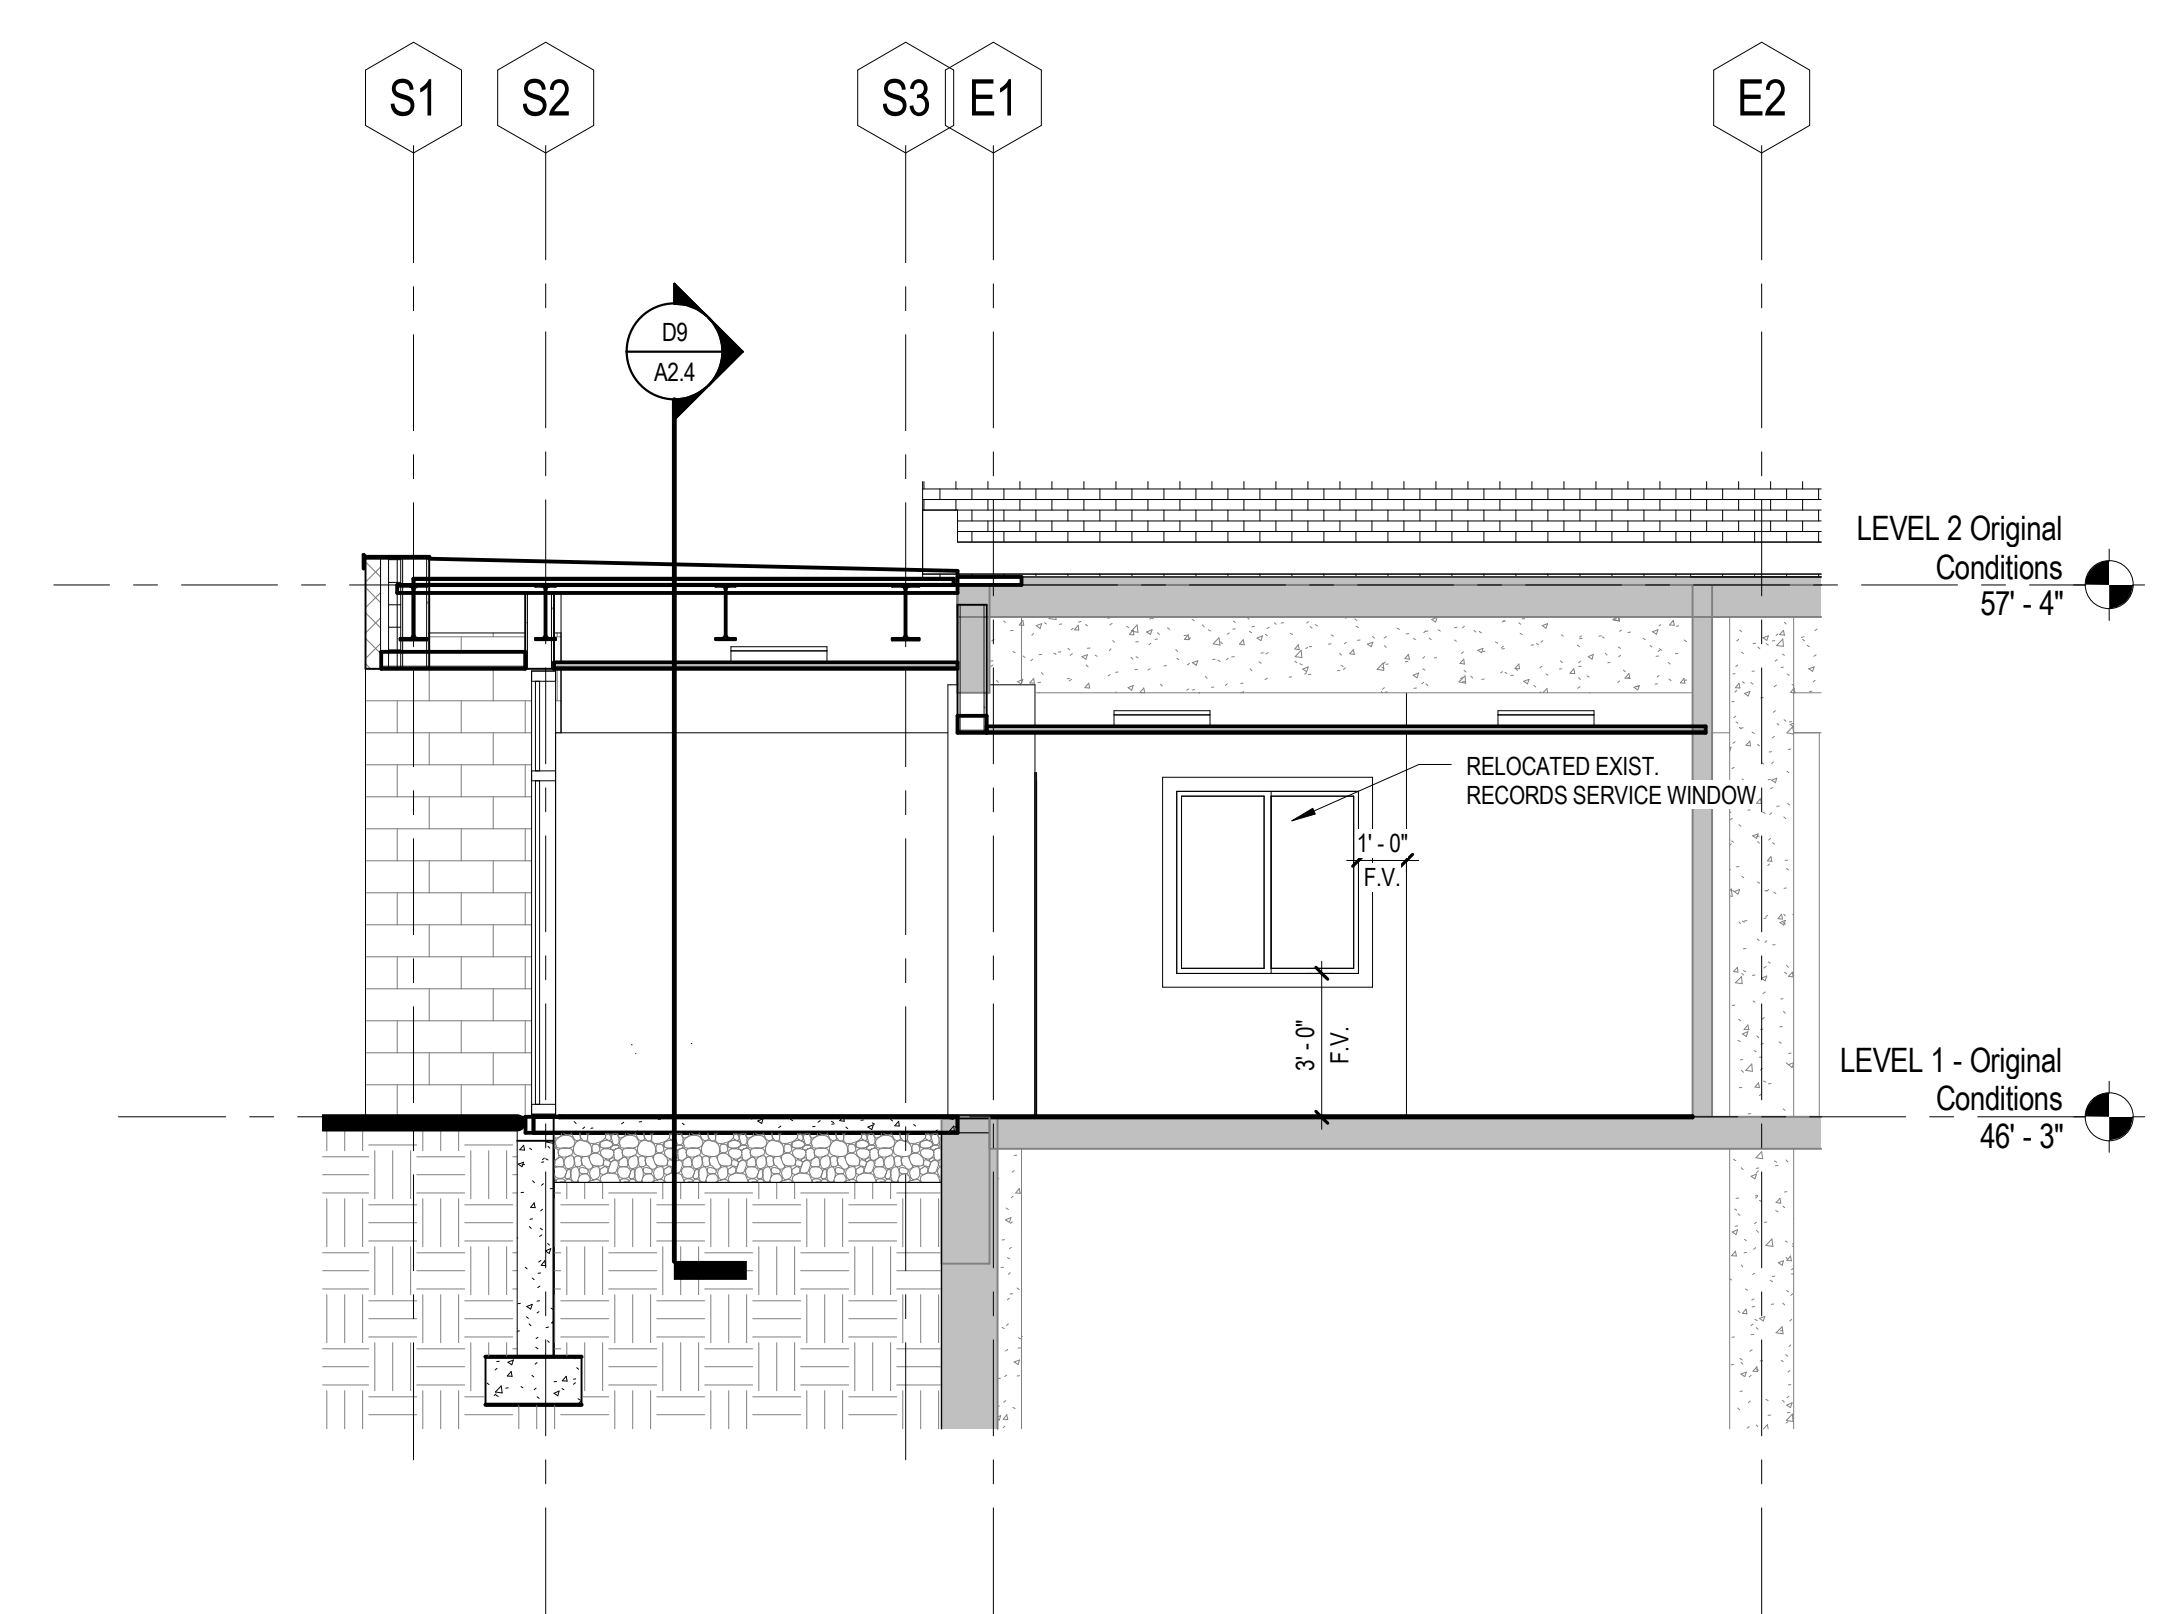 S1
S2
S3
E1
E2
D9
A2.4
LEVEL 2 Original
Conditions
57' - 4"
RELOCATED EXIST.
RECORDS SERVICE WINDOW
1' - 0"
F.V.
3' - 0"
F.V.
LEVEL 1 - Original
Conditions
46' - 3"